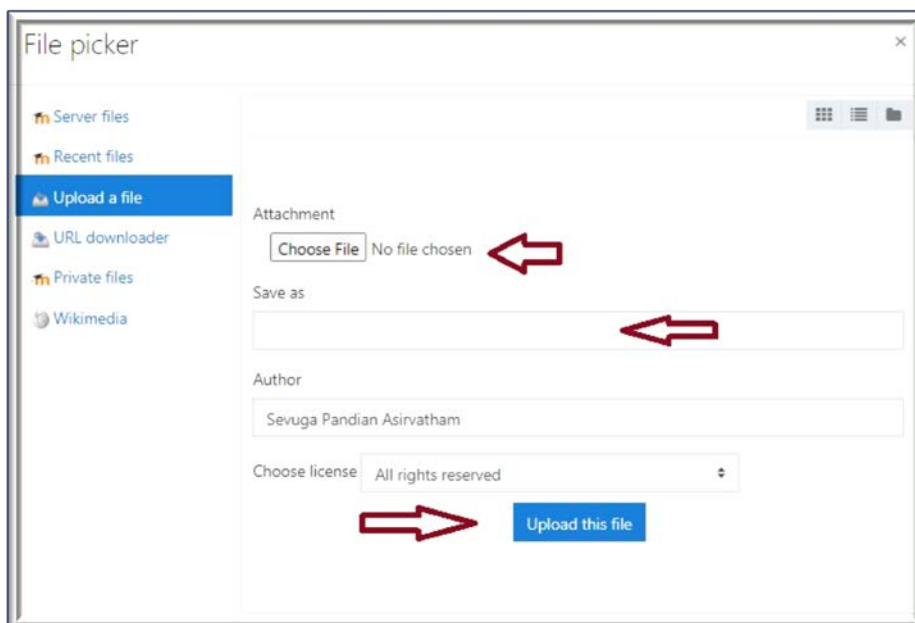 File picker
×
Server files
Recent files
Upload a file
URL downloader
Private files
Wikimedia
Attachment
Choose File No file chosen
Save as
Author
Sevuga Pandian Asirvatham
Choose license All rights reserved
Upload this file